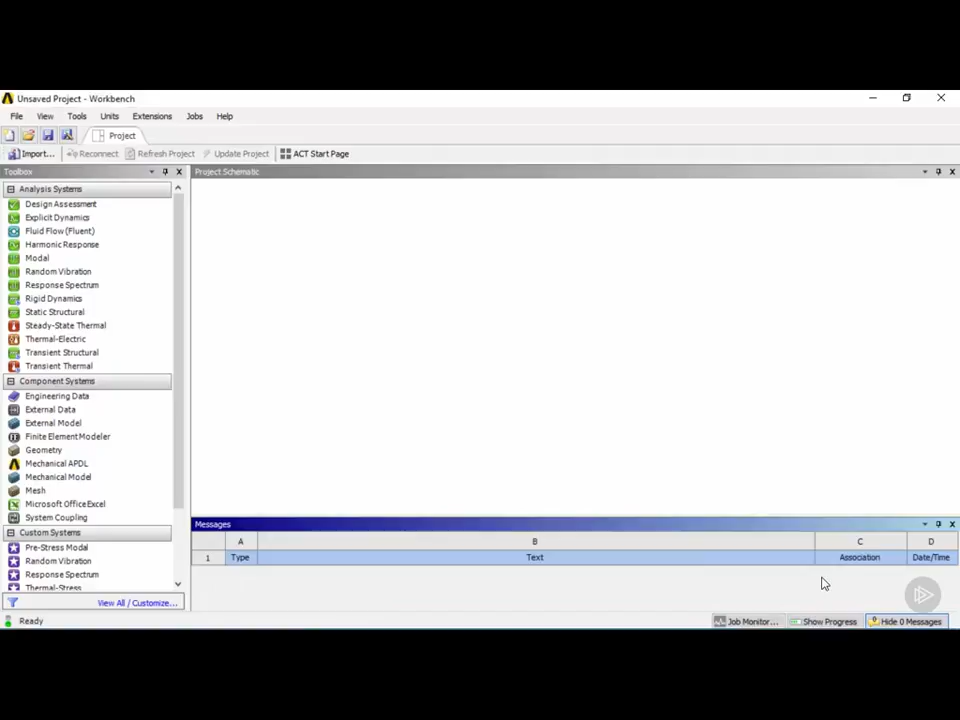 Unsaved Project - Workbench
File View Tools Units Extensions Jobs Help
Project
Import... Reconnect Refresh Project Update Project ACT Start Page
Toolbox
Project Schematic
Analysis Systems
Design Assessment
Explicit Dynamics
Fluid Flow (Fluent)
Harmonic Response
Modal
Random Vibration
Response Spectrum
Rigid Dynamics
Static Structural
Steady-State Thermal
Thermal-Electric
Transient Structural
Transient Thermal
Component Systems
Engineering Data
External Data
External Model
Finite Element Modeler
Geometry
Mechanical APDL
Mechanical Model
Mesh
Microsoft Office Excel
System Coupling
Custom Systems
Pre-Stress Modal
Random Vibration
Response Spectrum
Thermal-Stress
View All / Customize...
Messages
A B C D
1 Type Text Association Date/Time
Ready
Job Monitor... Show Progress Hide 0 Messages